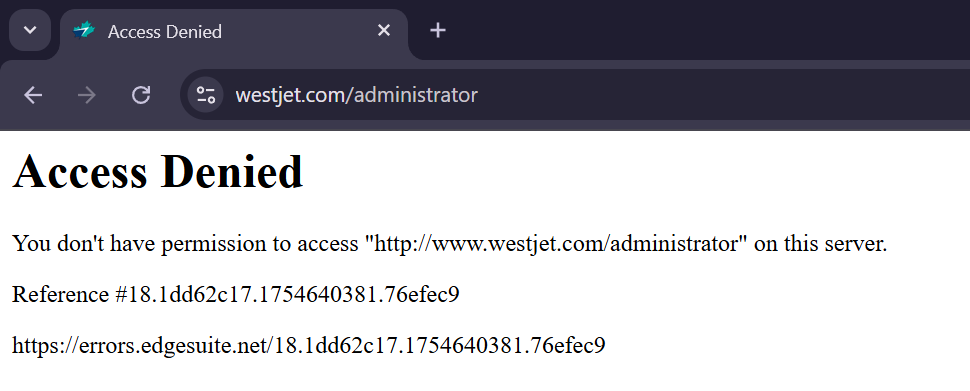 Access Denied
westjet.com/administrator
Access Denied
You don't have permission to access "http://www.westjet.com/administrator" on this server.
Reference #18.1dd62c17.1754640381.76efec9
https://errors.edgesuite.net/18.1dd62c17.1754640381.76efec9